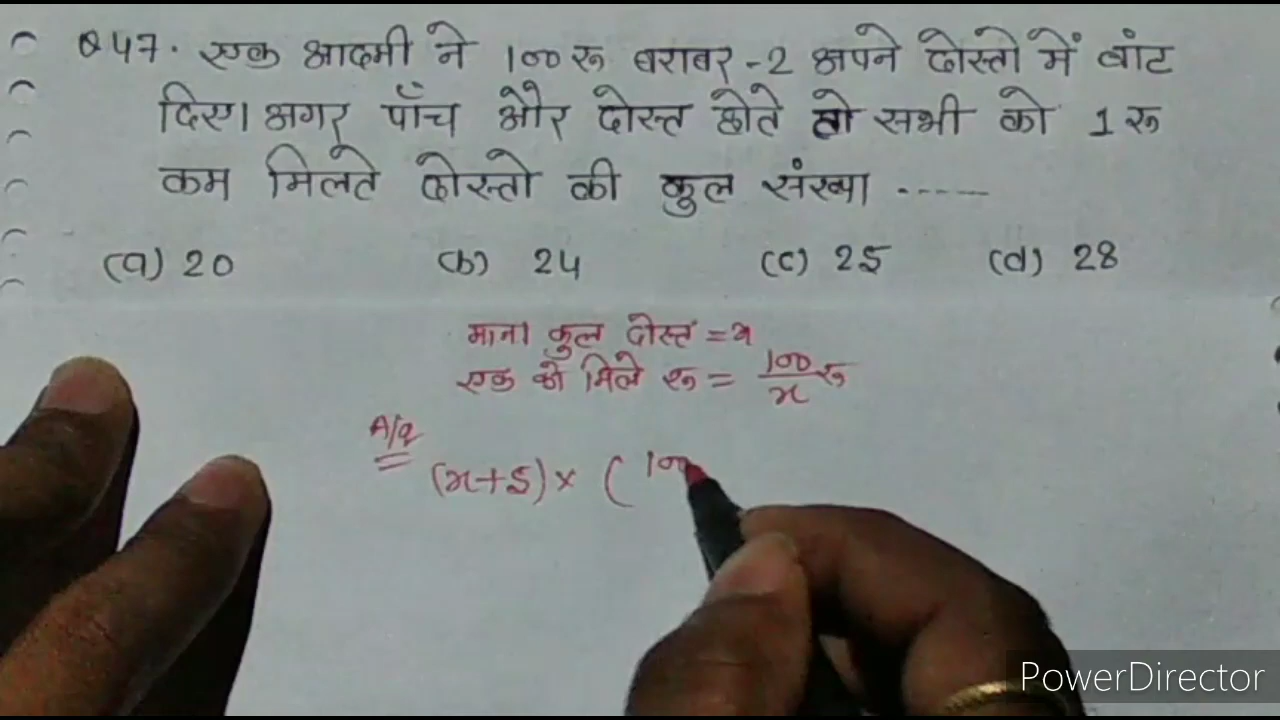 Q47. एक आदमी ने 100 रू बराबर-2 अपने दोस्तो में बांट
दिए। अगर पाँच और दोस्त होते तो सभी को 1 रू
कम मिलते दोस्तो की कुल संख्या -----
(a) 20 (b) 24 (c) 25 (d) 28
माना कुल दोस्त = x
एक को मिले रू = 100/x रू
A/q
(x+5) × ( 100
PowerDirector